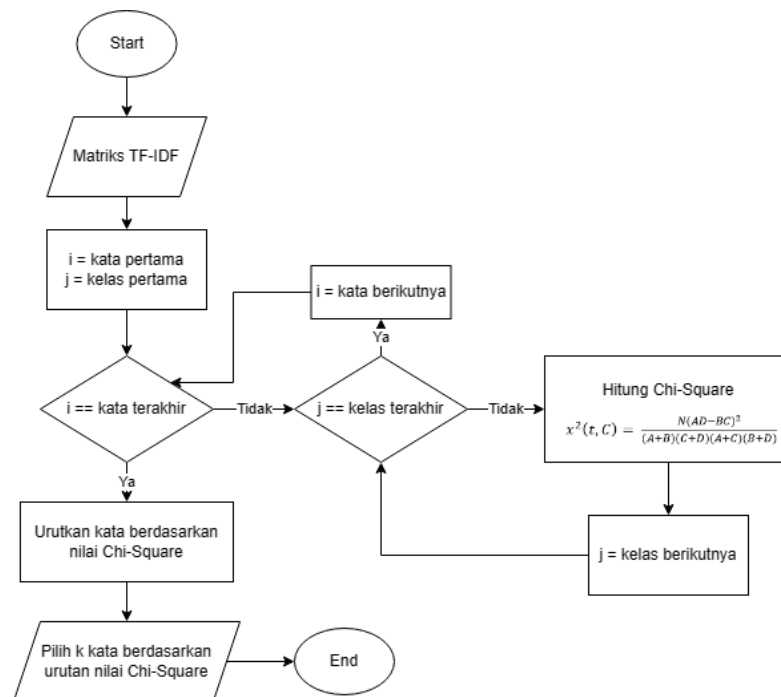 Start
Matriks TF-IDF
i = kata pertama
j = kelas pertama
i = kata berikutnya
Ya
i == kata terakhir
Tidak
j == kelas terakhir
Tidak
Hitung Chi-Square
x²(t, C) = N(AD−BC)² / (A+B)(C+D)(A+C)(B+D)
Ya
Urutkan kata berdasarkan
nilai Chi-Square
j = kelas berikutnya
Pilih k kata berdasarkan
urutan nilai Chi-Square
End